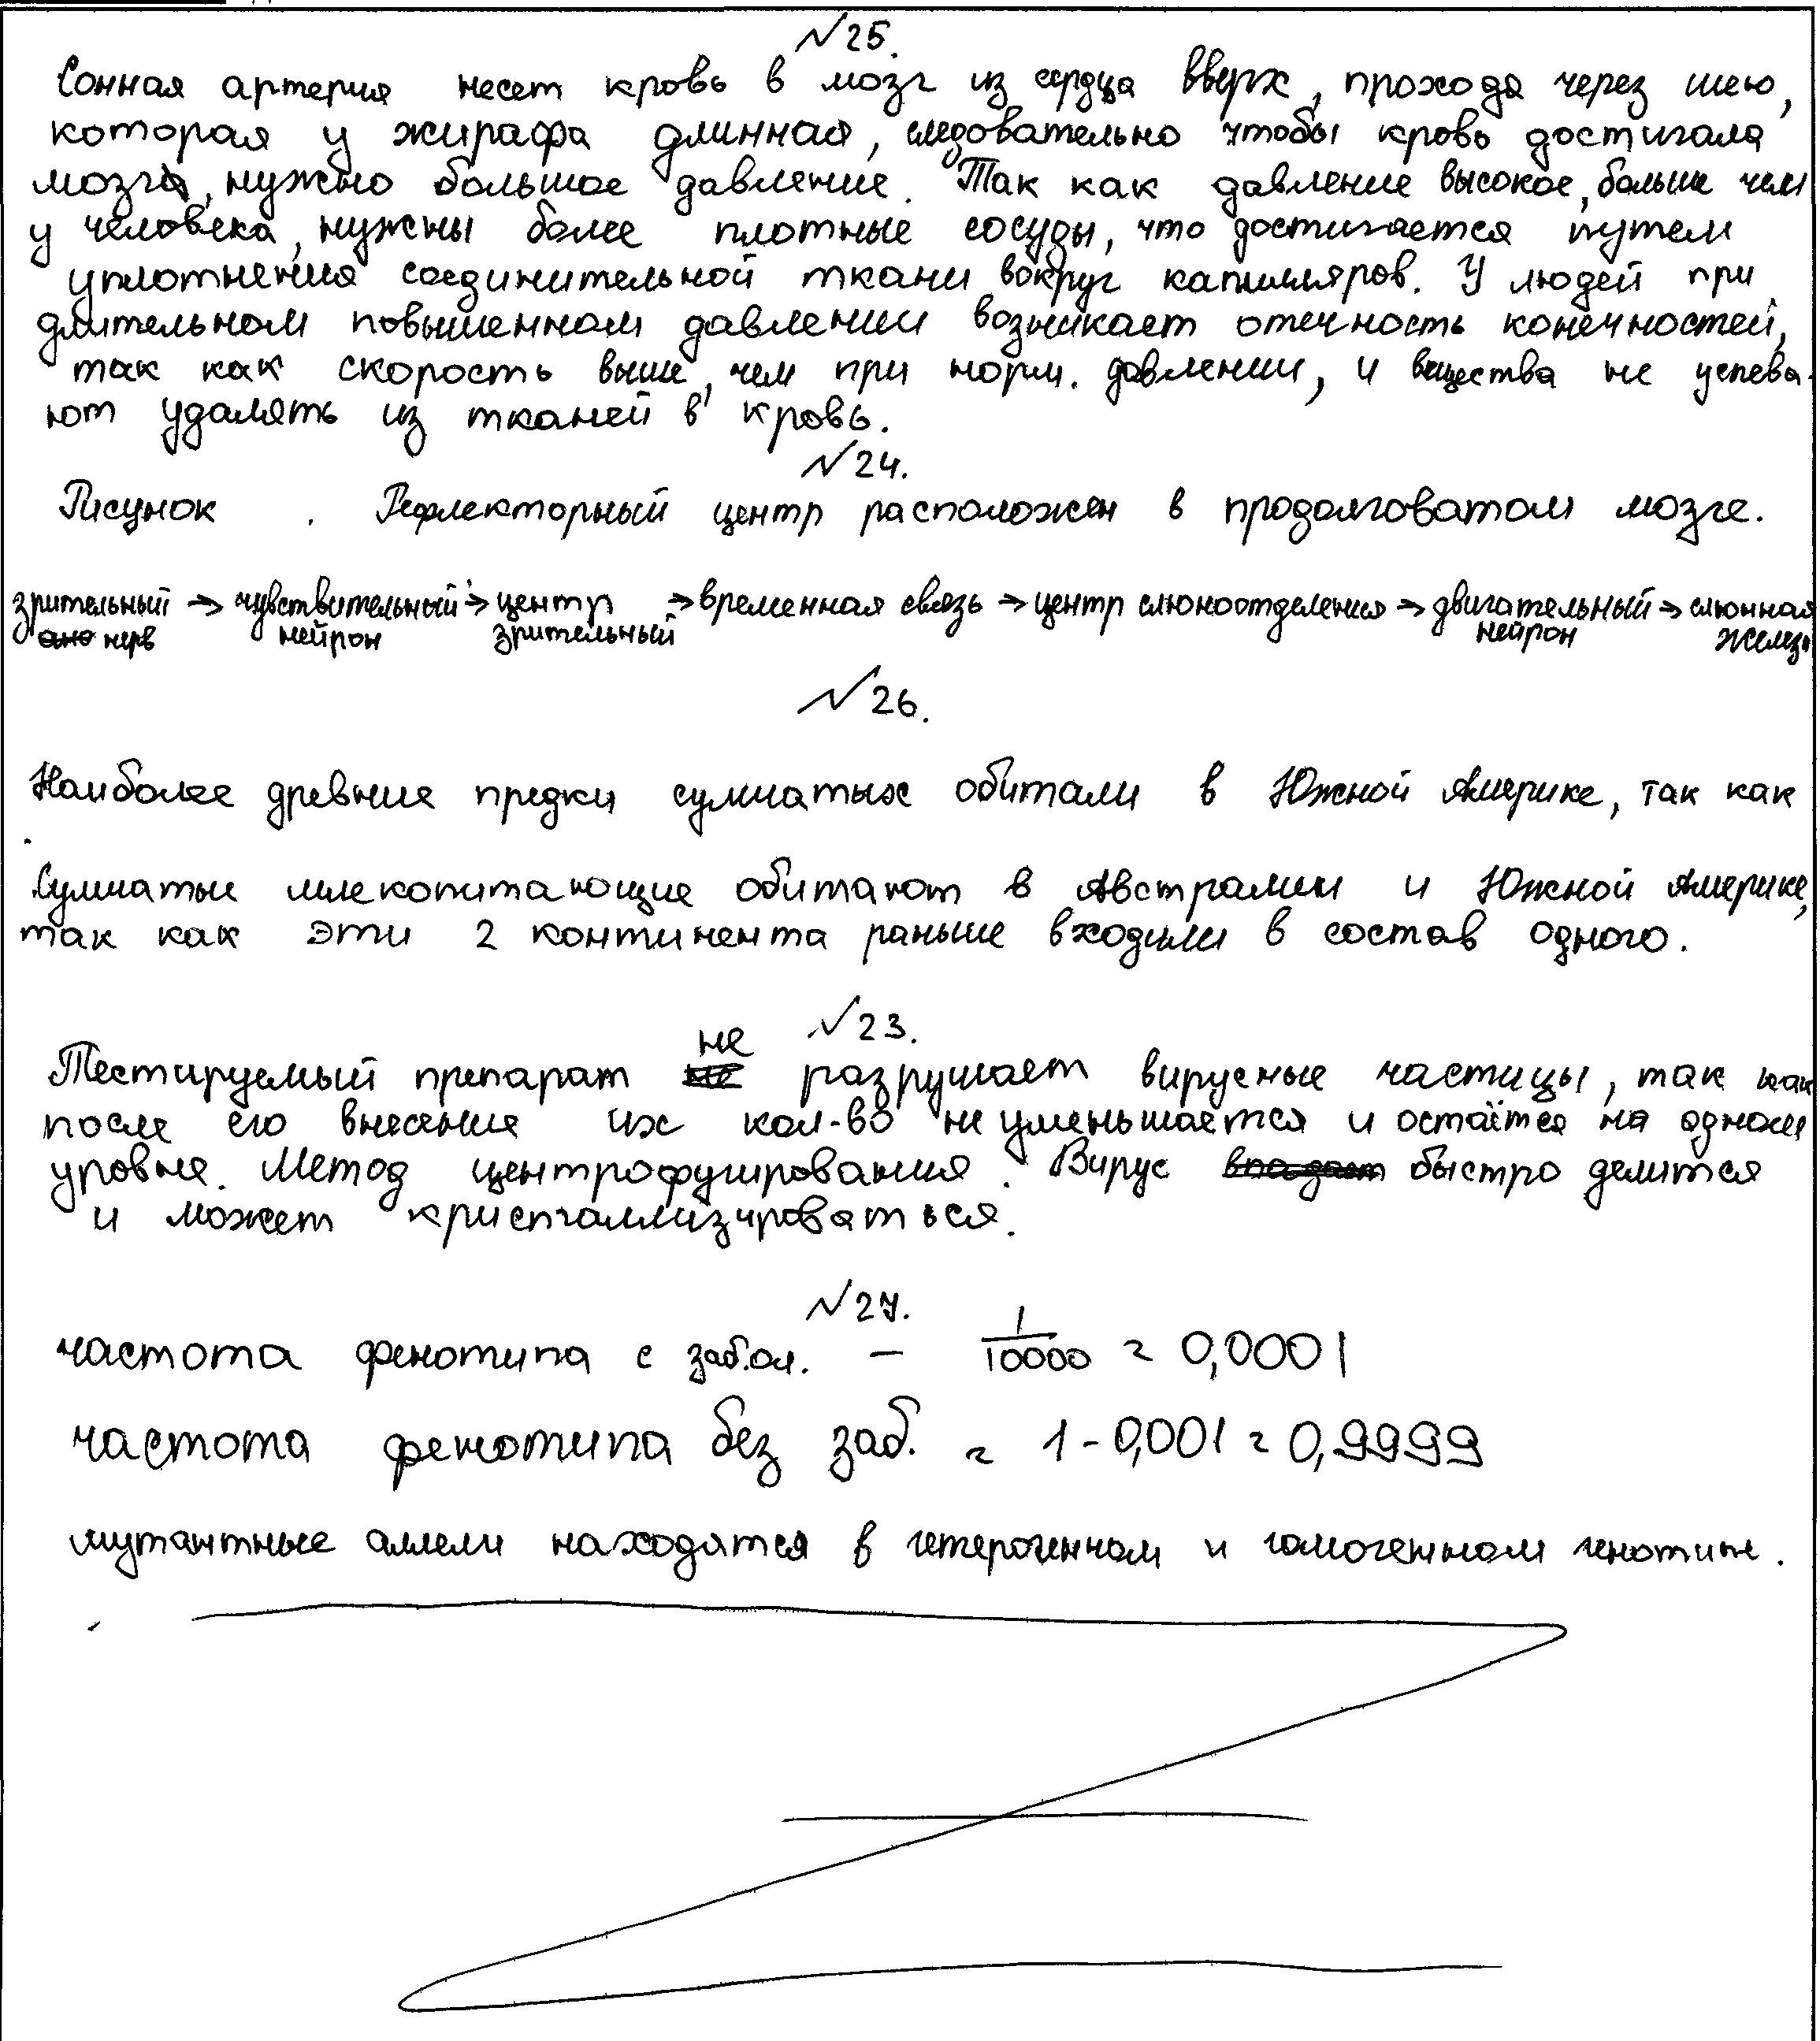 №25.
Сонная артерия несет кровь в мозг из сердца вверх, проходя через шею,
которая у жирафа длинная, следовательно чтобы кровь достигала
мозга, нужно большое давление. Так как давление высокое, больше чем
у человека, нужны более плотные сосуды, что достигается путем
уплотнения соединительной ткани вокруг капилляров. У людей при
длительном повышенном давлении возникает отечность конечностей,
так как скорость выше, чем при норм. давлении, и вещества не успева-
ют удалять из тканей в кровь.
№24.
Рисунок . Рефлекторный центр расположен в продолговатом мозге.
зрительный нерв → чувствительный нейрон → центр зрительный → временная связь → центр слюноотделения → двигательный нейрон → слюнная желез
№26.
Наиболее древние предки сумчатых обитали в Южной Америке, так как
Сумчатые млекопитающие обитают в Австралии и Южной Америке,
так как эти 2 континента раньше входили в состав одного.
№23.
Тестируемый препарат не разрушает вирусные частицы, так как
после его внесения их кол-во не уменьшается и остаётся на одном
уровне. Метод центрофугирования. Вирус быстро делится
и может кристаллизироваться.
№27.
частота фенотипа с забол. - 1/10000 = 0,0001
частота фенотипа без заб. = 1-0,001 = 0,9999
мутантные аллели находятся в гетерогенном и гомогенном генотипе.